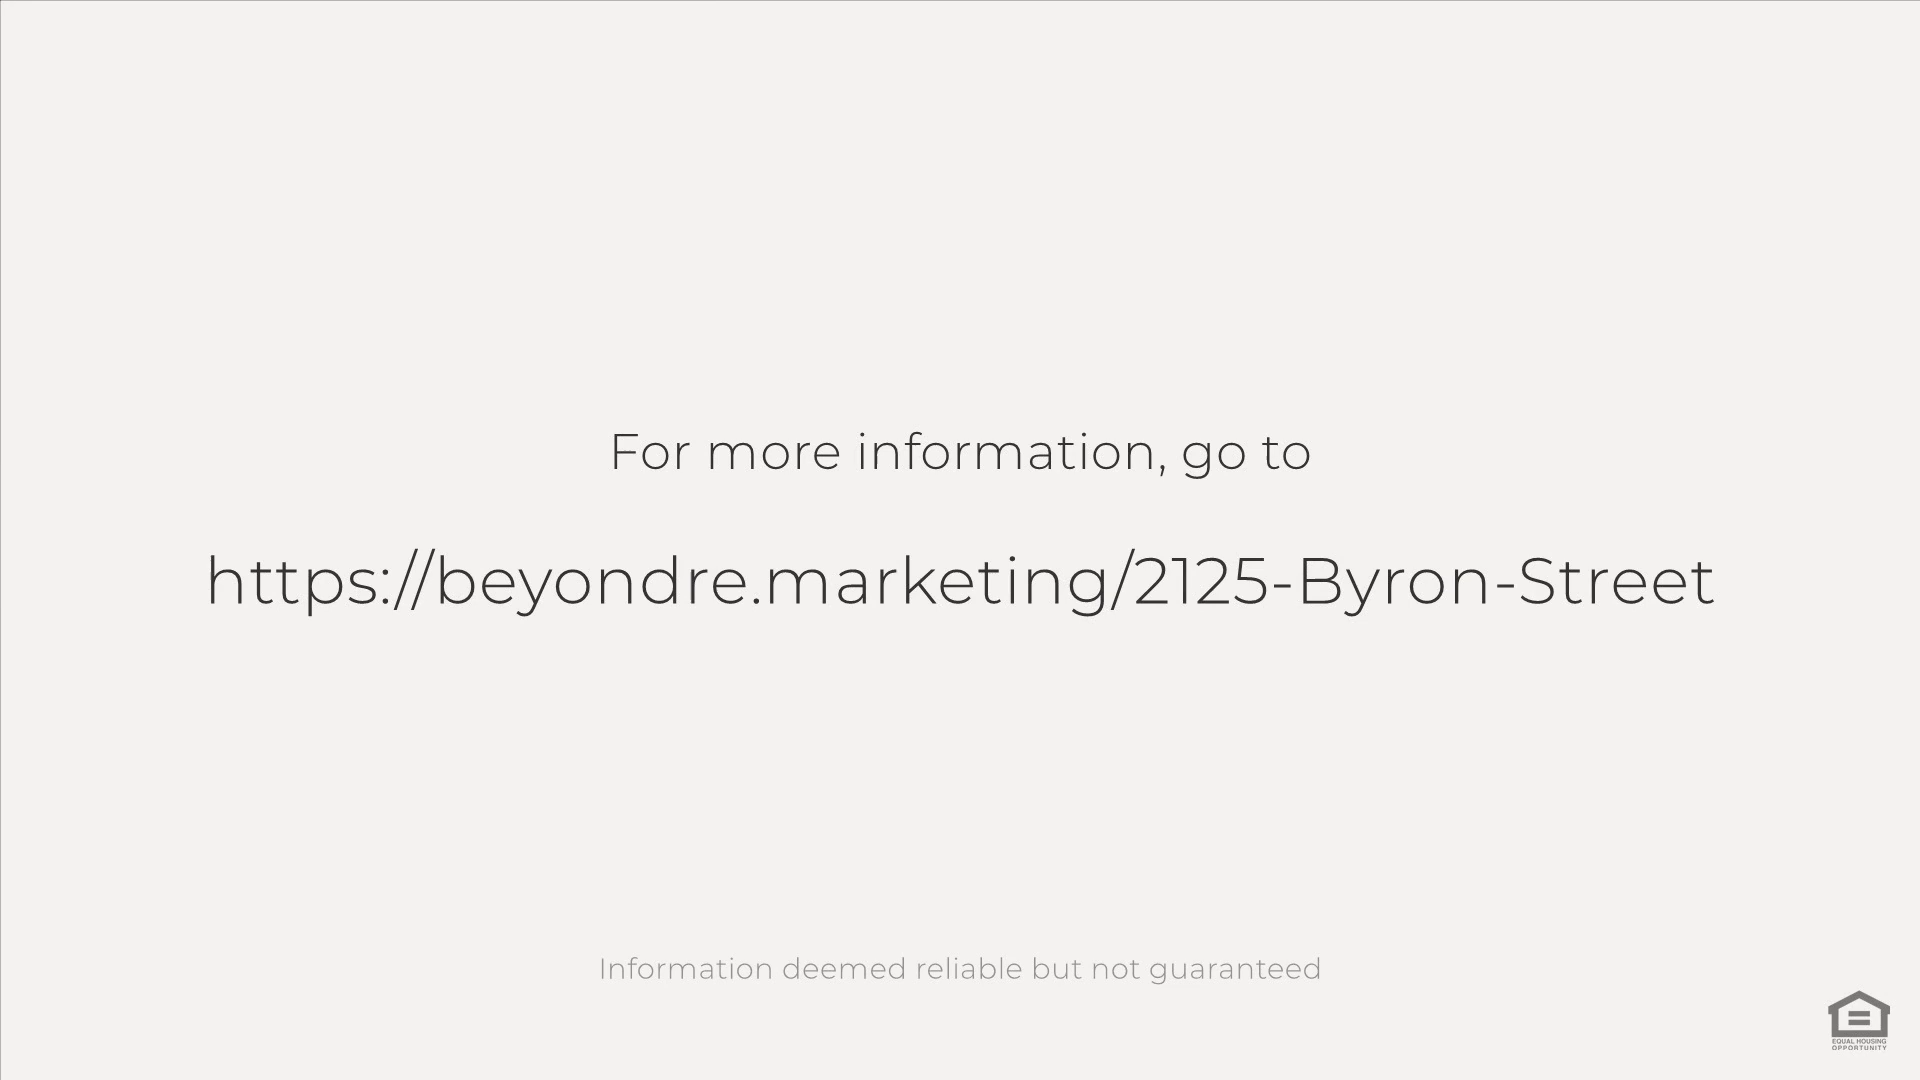 For more information, go to
https://beyondre.marketing/2125-Byron-Street
Information deemed reliable but not guaranteed
EQUAL HOUSING
OPPORTUNITY